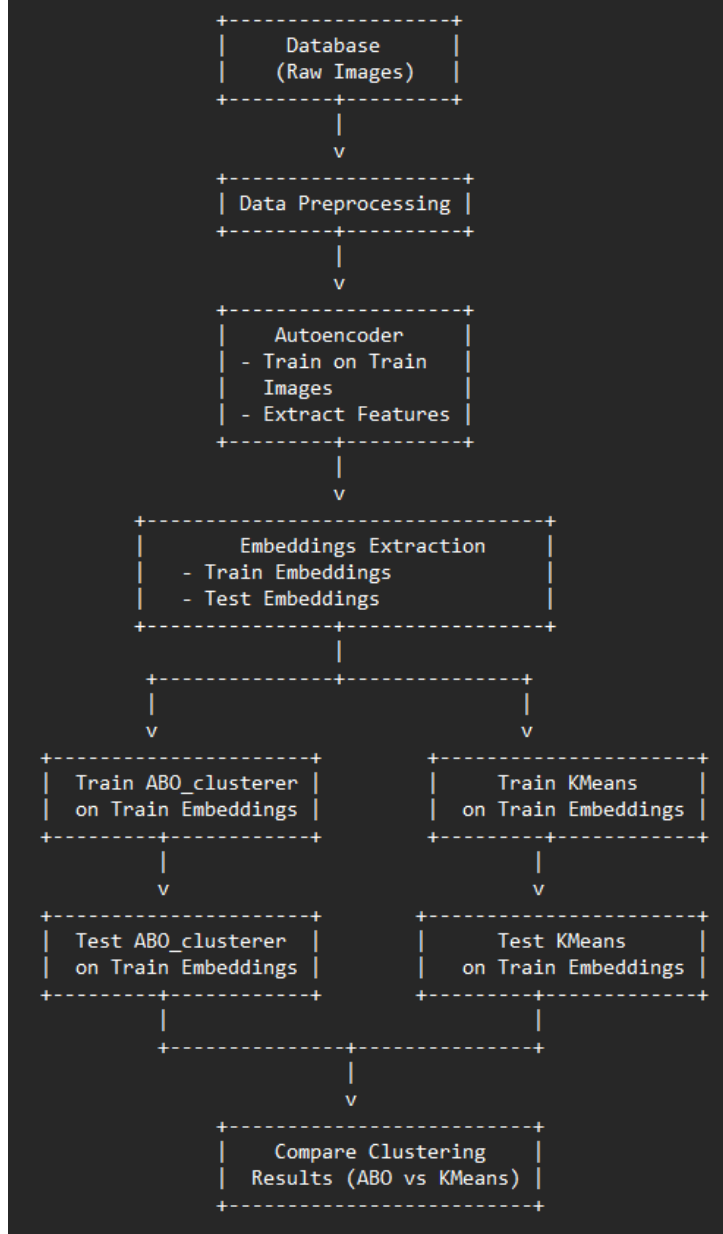 Database
(Raw Images)
Data Preprocessing
Autoencoder
- Train on Train
Images
- Extract Features
Embeddings Extraction
- Train Embeddings
- Test Embeddings
Train ABO_clusterer
on Train Embeddings
Train KMeans
on Train Embeddings
Test ABO_clusterer
on Train Embeddings
Test KMeans
on Train Embeddings
Compare Clustering
Results (ABO vs KMeans)